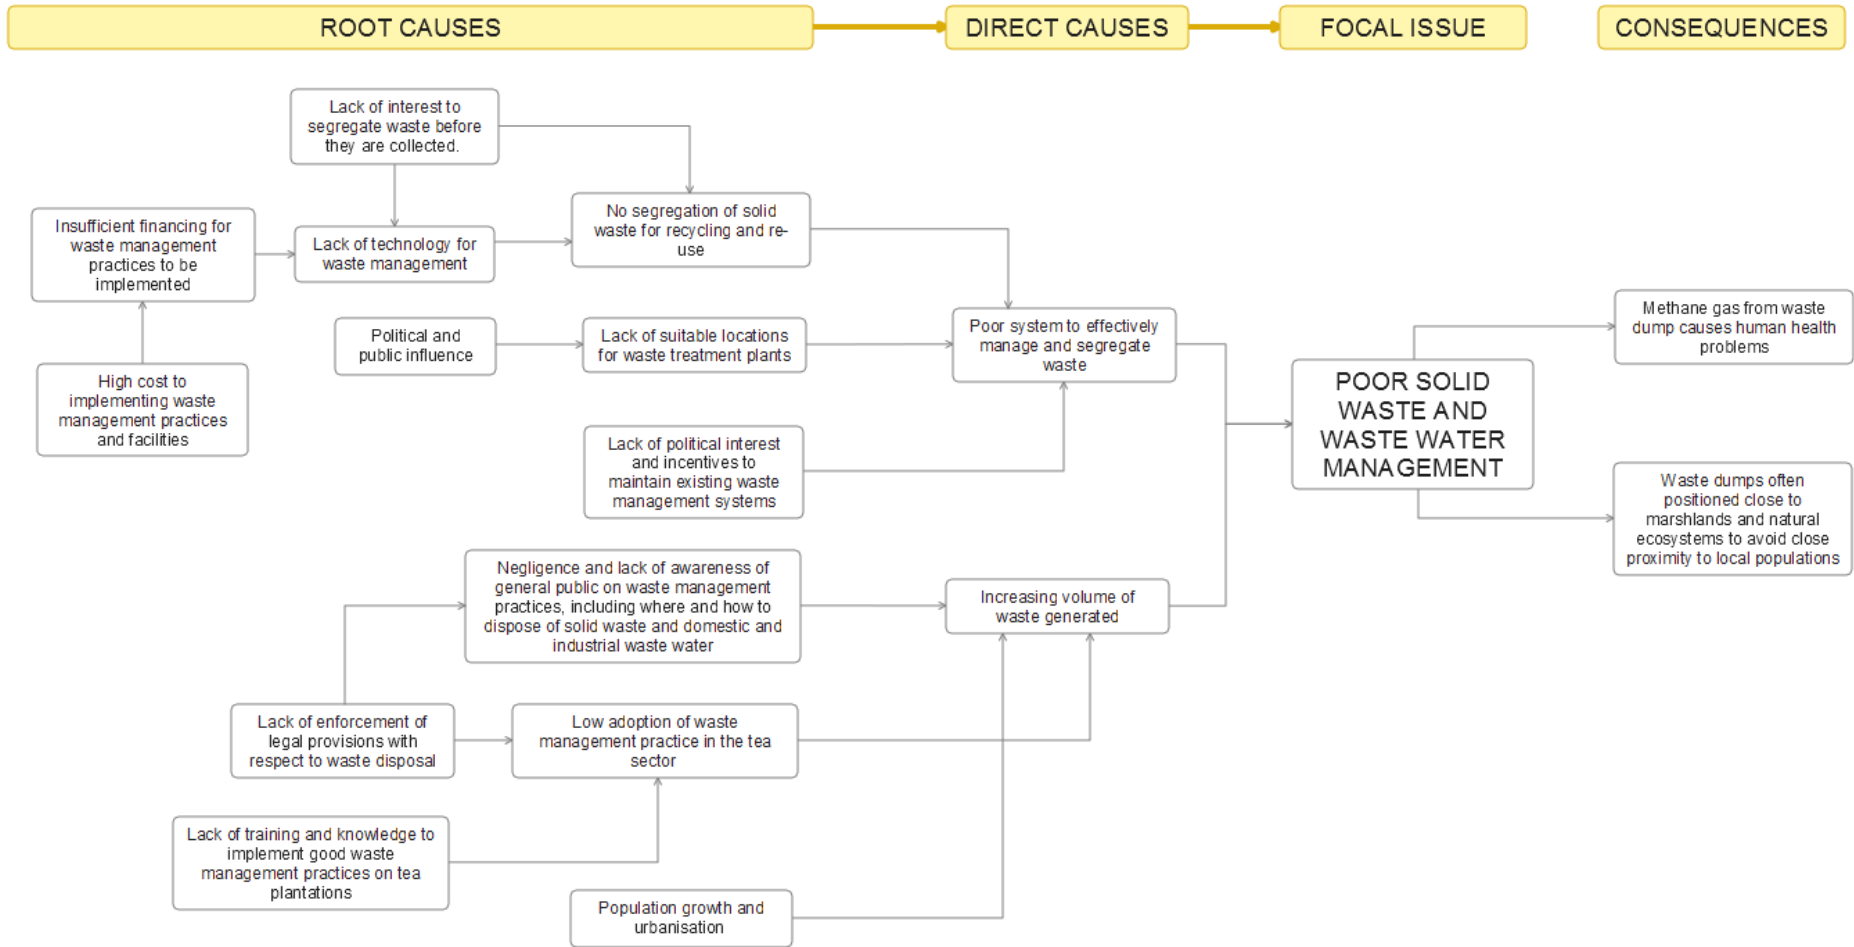 ROOT CAUSES
DIRECT CAUSES
FOCAL ISSUE
CONSEQUENCES
Lack of interest to
segregate waste before
they are collected.
Insufficient financing for
waste management
practices to be
implemented
Lack of technology for
waste management
No segregation of solid
waste for recycling and re-
use
High cost to
implementing waste
management practices
and facilities
Political and
public influence
Lack of suitable locations
for waste treatment plants
Poor system to effectively
manage and segregate
waste
Lack of political interest
and incentives to
maintain existing waste
management systems
Negligence and lack of awareness of
general public on waste management
practices, including where and how to
dispose of solid waste and domestic and
industrial waste water
Increasing volume of
waste generated
Lack of enforcement of
legal provisions with
respect to waste disposal
Low adoption of waste
management practice in the tea
sector
Lack of training and knowledge to
implement good waste
management practices on tea
plantations
Population growth and
urbanisation
POOR SOLID
WASTE AND
WASTE WATER
MANAGEMENT
Methane gas from waste
dump causes human health
problems
Waste dumps often
positioned close to
marshlands and natural
ecosystems to avoid close
proximity to local populations